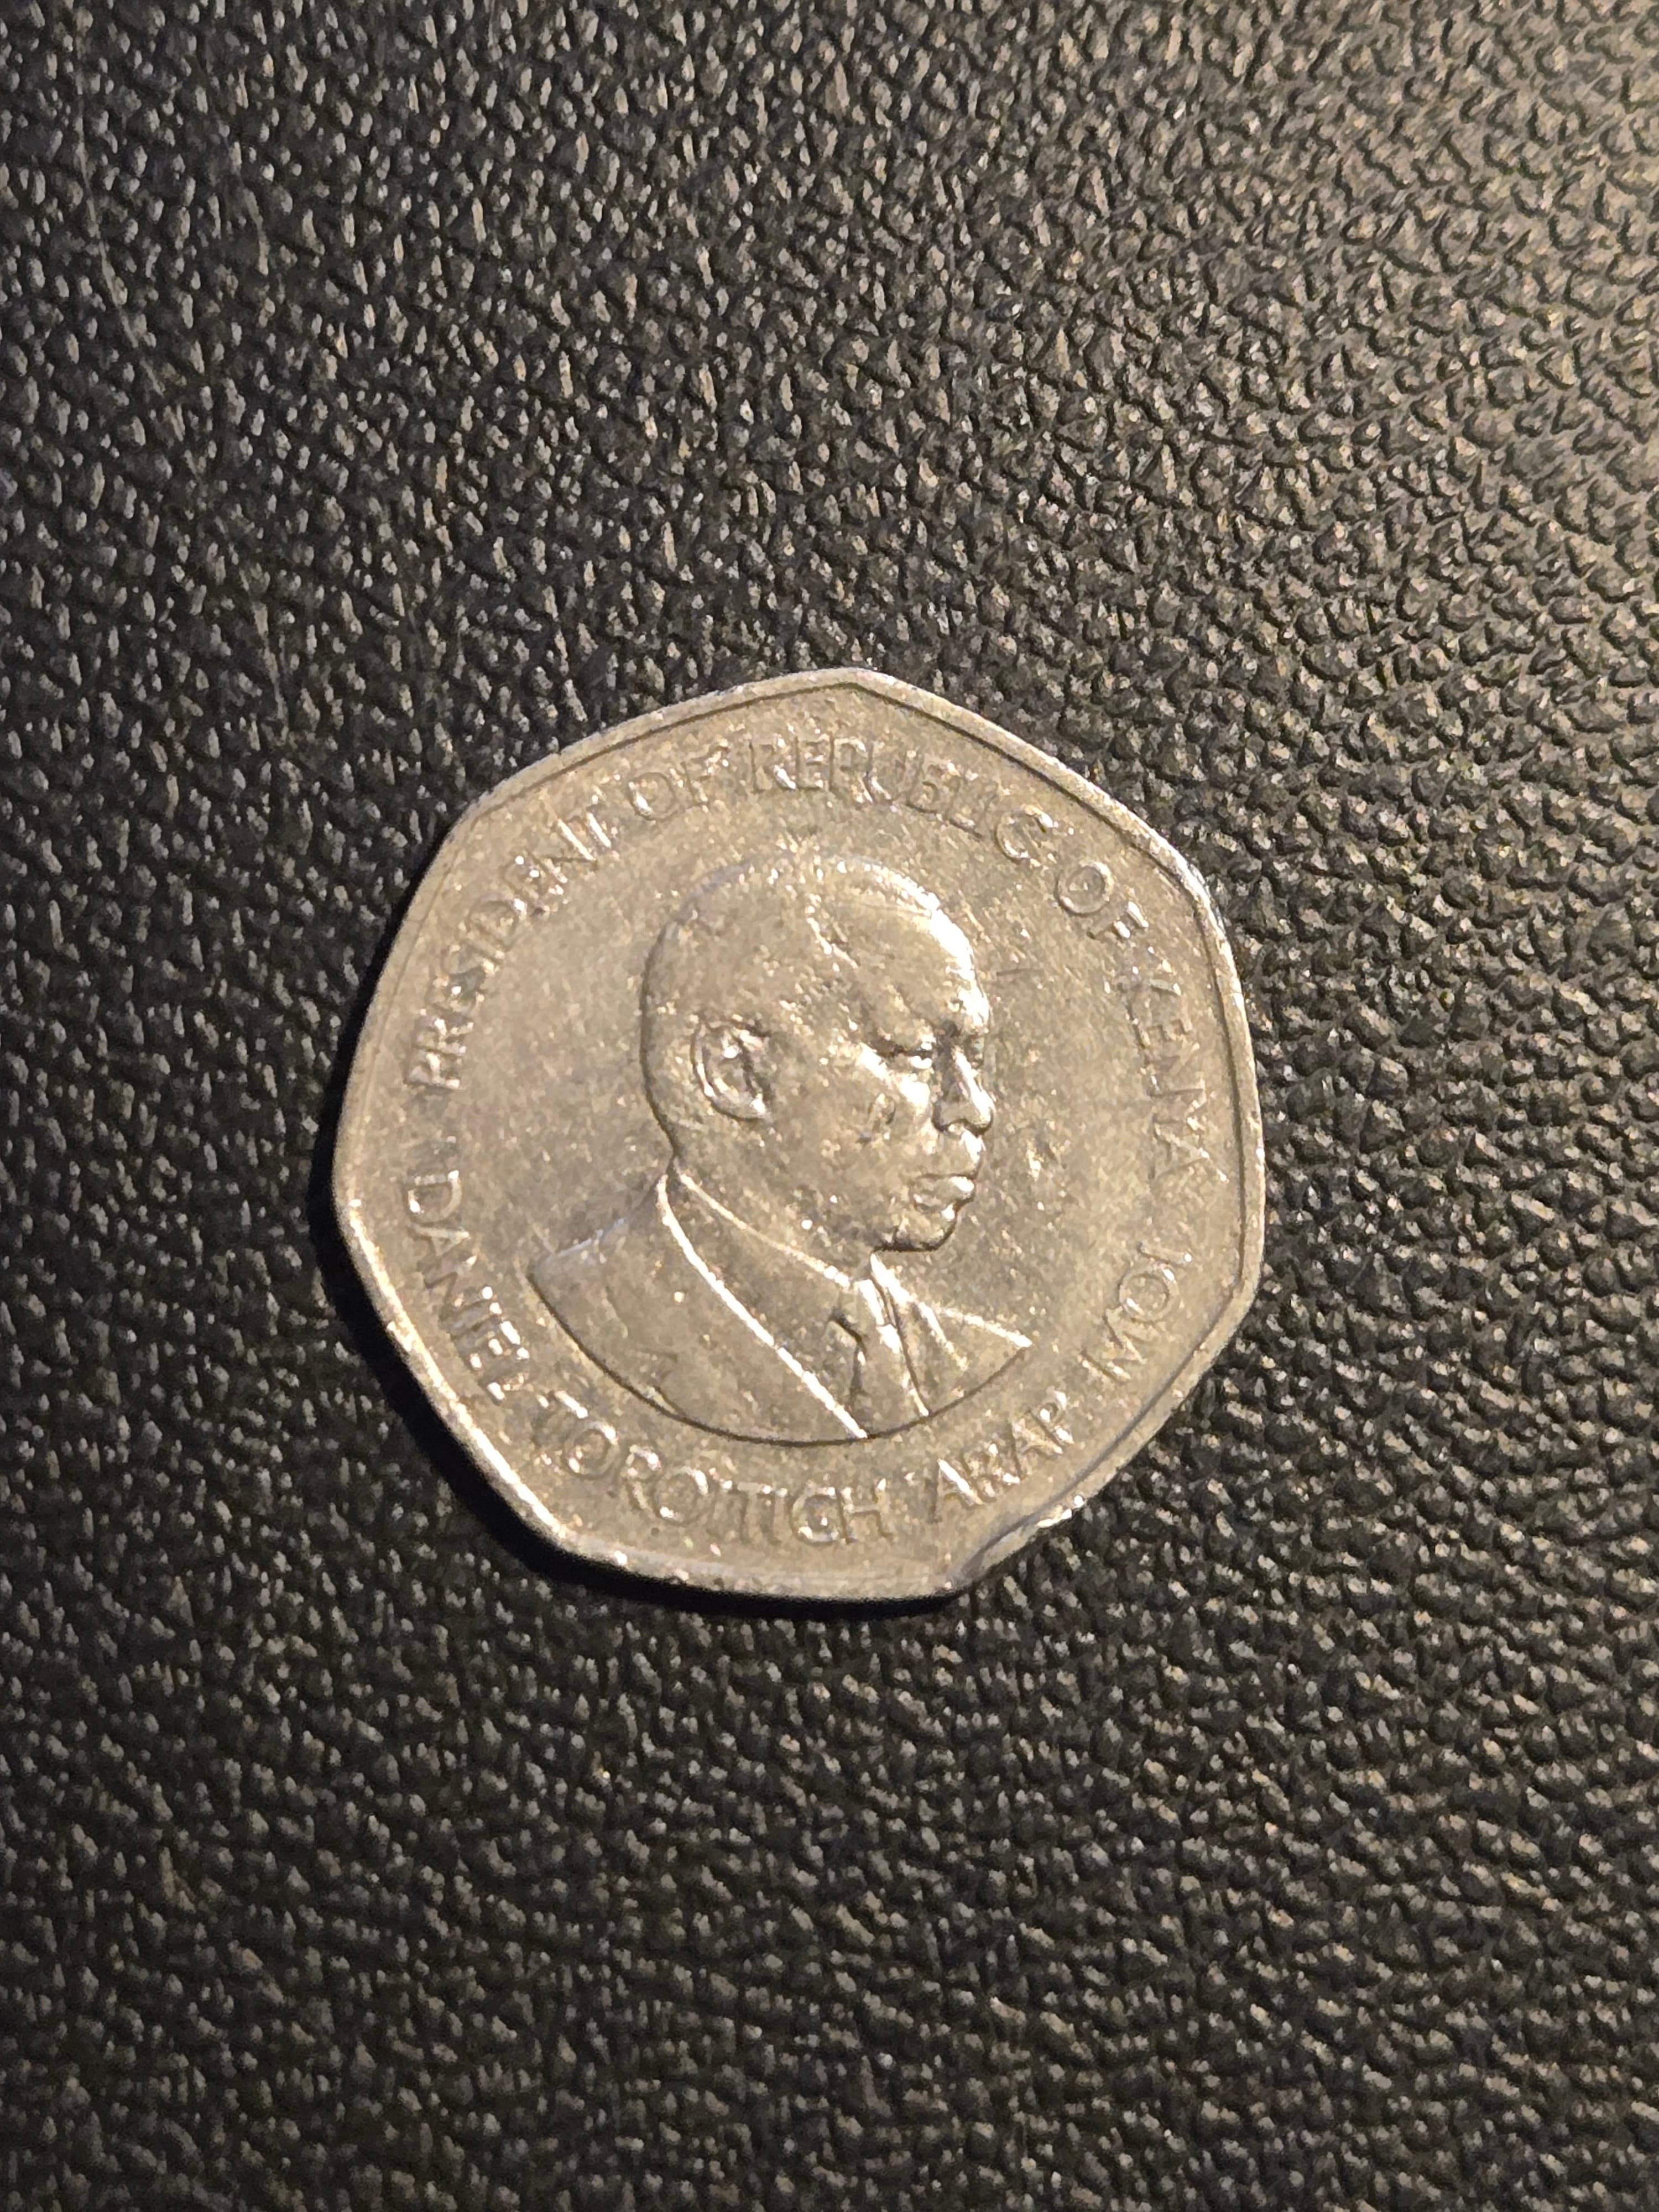 PRESIDENT OF REPUBLIC OF KENYA
DANIEL TOROITICH ARAP MOI